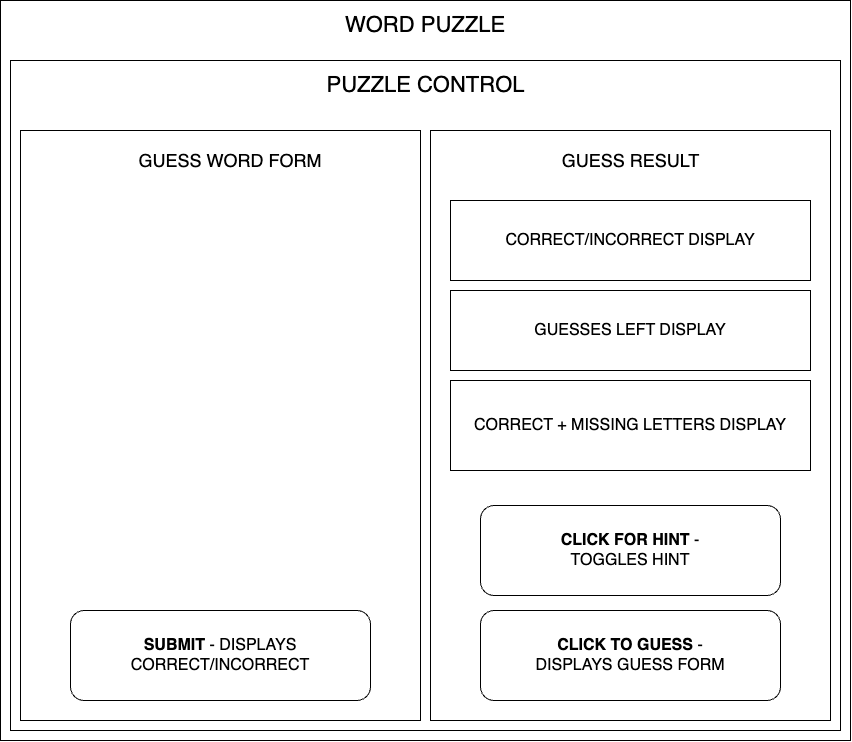 WORD PUZZLE
PUZZLE CONTROL
GUESS WORD FORM
SUBMIT - DISPLAYS
CORRECT/INCORRECT
GUESS RESULT
CORRECT/INCORRECT DISPLAY
GUESSES LEFT DISPLAY
CORRECT + MISSING LETTERS DISPLAY
CLICK FOR HINT -
TOGGLES HINT
CLICK TO GUESS -
DISPLAYS GUESS FORM